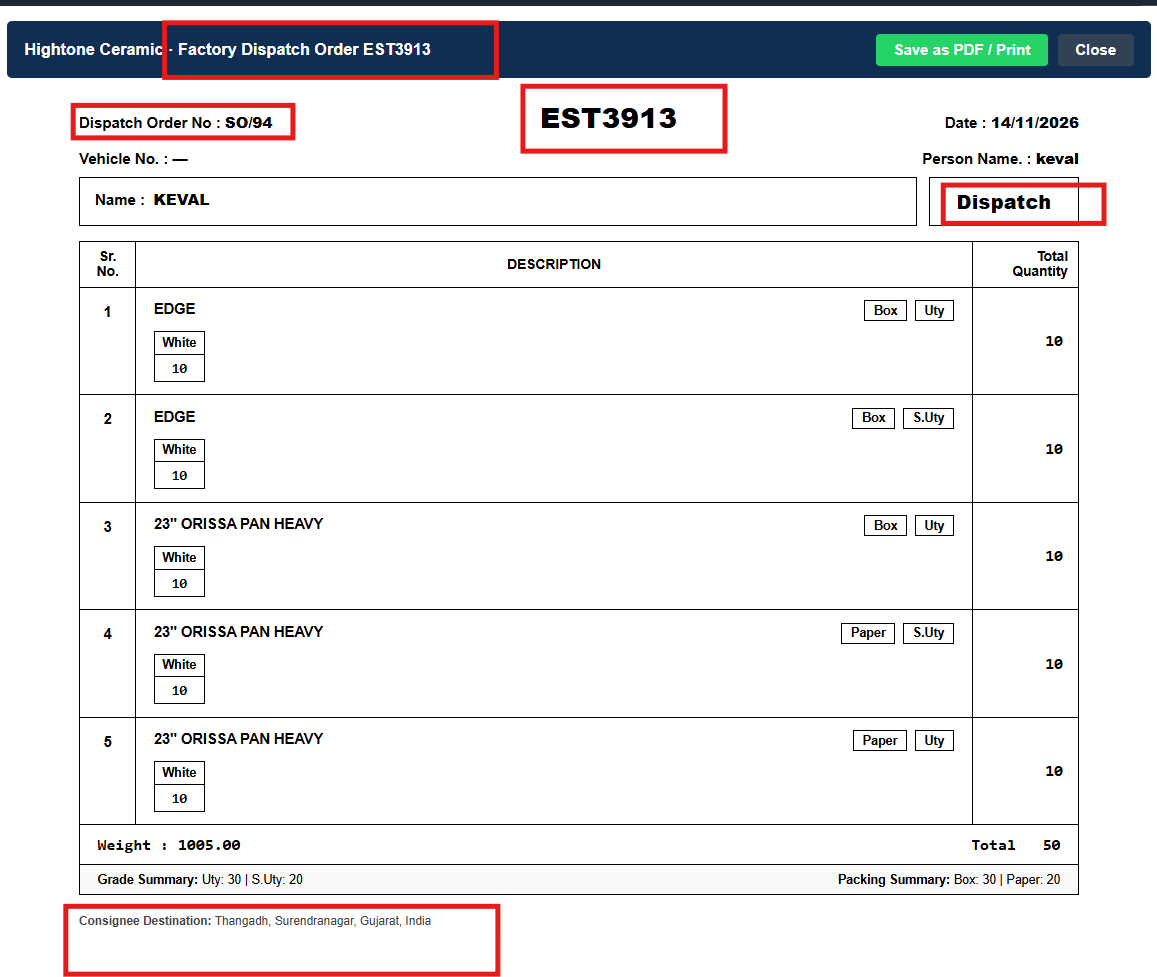 Hightone Ceramic - Factory Dispatch Order EST3913 Save as PDF / Print Close
Dispatch Order No : SO/94 EST3913 Date : 14/11/2026
Vehicle No. : — Person Name. : keval
Name : KEVAL Dispatch
Sr. No. DESCRIPTION Total Quantity
1 EDGE Box Uty 10
White
10
2 EDGE Box S.Uty 10
White
10
3 23" ORISSA PAN HEAVY Box Uty 10
White
10
4 23" ORISSA PAN HEAVY Paper S.Uty 10
White
10
5 23" ORISSA PAN HEAVY Paper Uty 10
White
10
Weight : 1005.00 Total 50
Grade Summary: Uty: 30 | S.Uty: 20 Packing Summary: Box: 30 | Paper: 20
Consignee Destination: Thangadh, Surendranagar, Gujarat, India